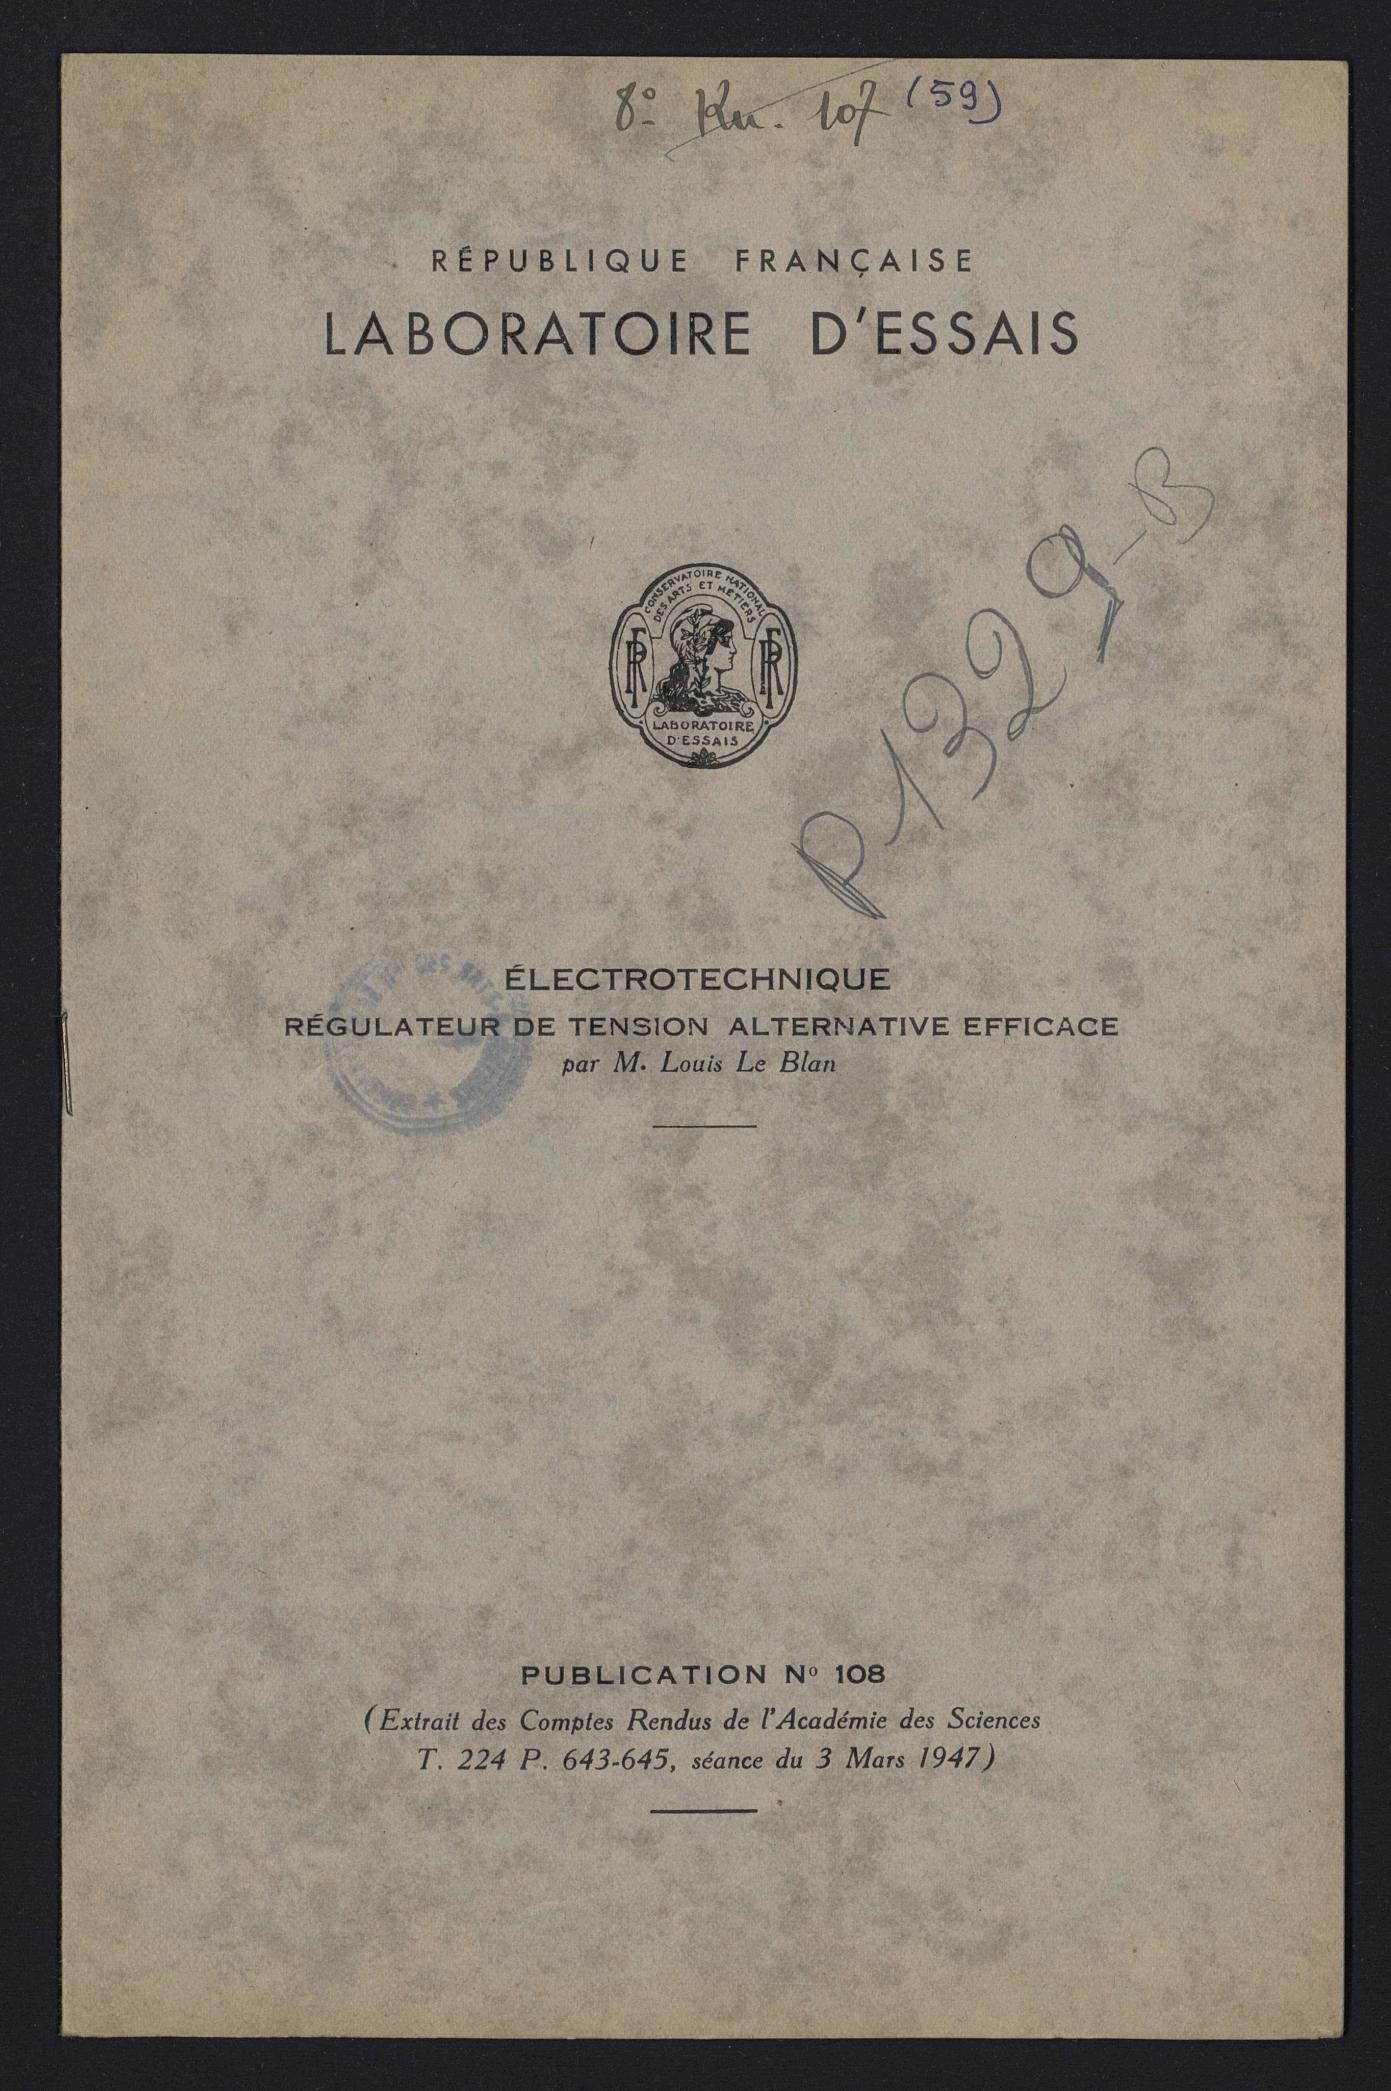 8° Ku. 107 (59)
RÉPUBLIQUE FRANÇAISE
LABORATOIRE D'ESSAIS
P1329-B
CONSERVATOIRE NATIONAL
DES ARTS ET METIERS
RF RF
LABORATOIRE
D'ESSAIS
ÉLECTROTECHNIQUE
RÉGULATEUR DE TENSION ALTERNATIVE EFFICACE
par M. Louis Le Blan
PUBLICATION Nº 108
(Extrait des Comptes Rendus de l'Académie des Sciences
T. 224 P. 643-645, séance du 3 Mars 1947)